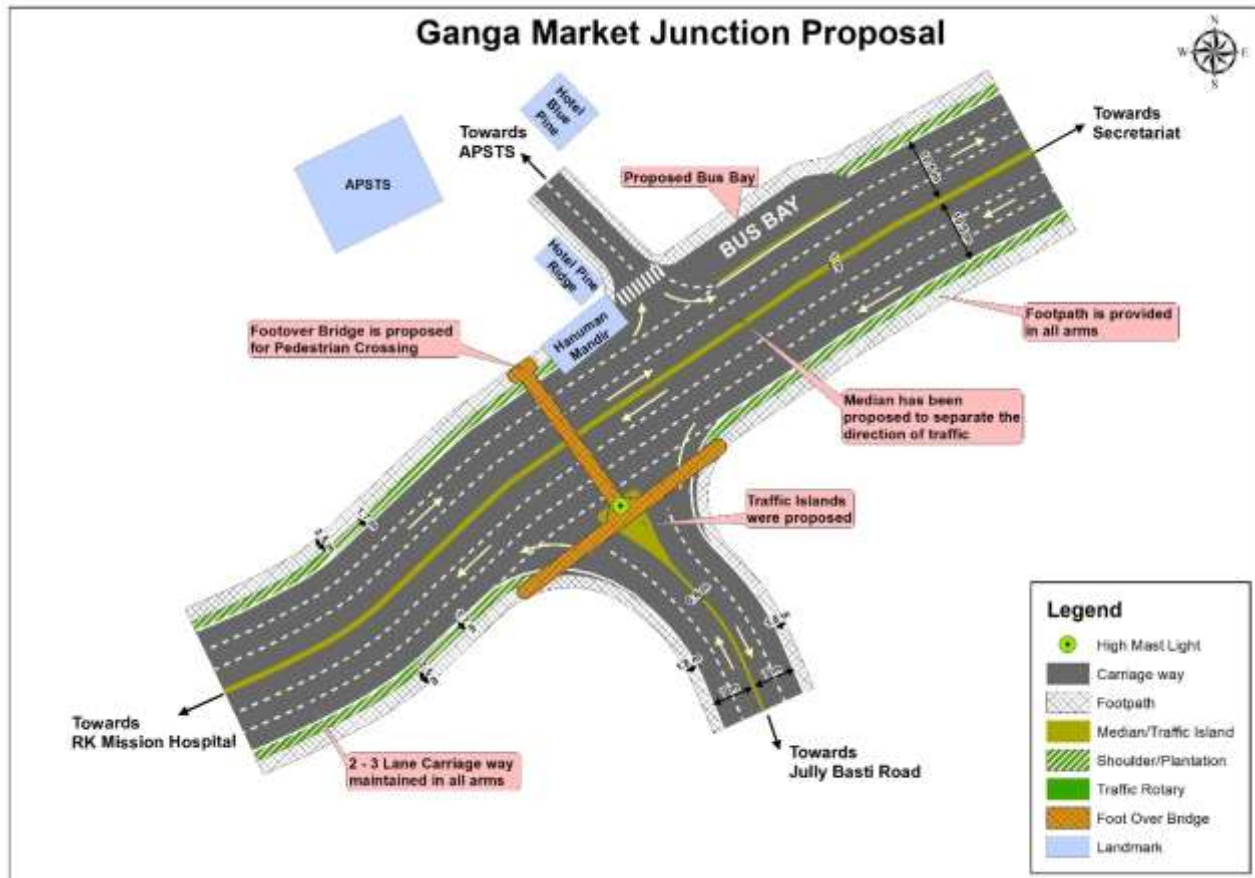 Ganga Market Junction Proposal
N
W
E
S
Hotel
Blue
Pine
Towards
APSTS
Towards
Secretariat
APSTS
Proposed Bus Bay
BUS BAY
Hotel Pine
Ridge
Hanuman
Mandir
Footover Bridge is proposed
for Pedestrian Crossing
Footpath is provided
in all arms
Median has been
proposed to separate the
direction of traffic
Traffic Islands
were proposed
Towards
RK Mission Hospital
2 - 3 Lane Carriage way
maintained in all arms
Towards
Jully Basti Road
Legend
High Mast Light
Carriage way
Footpath
Median/Traffic Island
Shoulder/Plantation
Traffic Rotary
Foot Over Bridge
Landmark